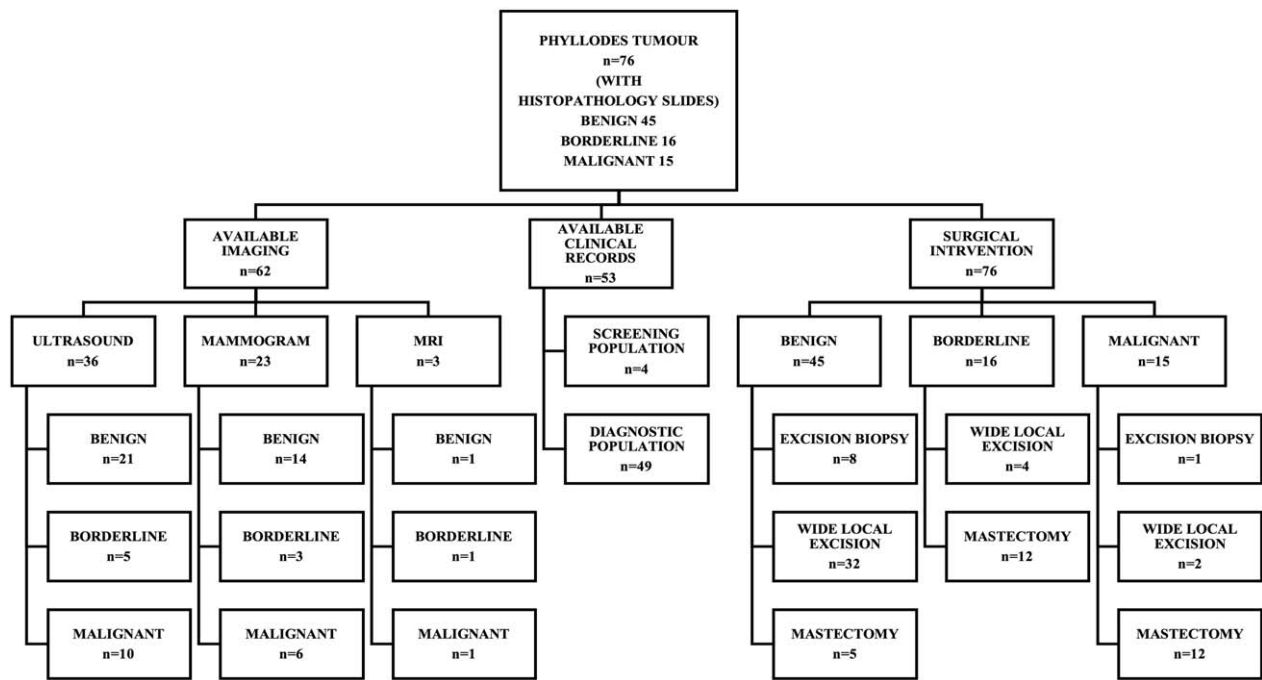 PHYLLODES TUMOUR
n=76
(WITH
HISTOPATHOLOGY SLIDES)
BENIGN 45
BORDERLINE 16
MALIGNANT 15
AVAILABLE
IMAGING
n=62
AVAILABLE
CLINICAL
RECORDS
n=53
SURGICAL
INTRVENTION
n=76
ULTRASOUND
n=36
MAMMOGRAM
n=23
MRI
n=3
SCREENING
POPULATION
n=4
BENIGN
n=45
BORDERLINE
n=16
MALIGNANT
n=15
BENIGN
n=21
BENIGN
n=14
BENIGN
n=1
DIAGNOSTIC
POPULATION
n=49
EXCISION BIOPSY
n=8
WIDE LOCAL
EXCISION
n=4
EXCISION BIOPSY
n=1
BORDERLINE
n=5
BORDERLINE
n=3
BORDERLINE
n=1
WIDE LOCAL
EXCISION
n=32
MASTECTOMY
n=12
WIDE LOCAL
EXCISION
n=2
MALIGNANT
n=10
MALIGNANT
n=6
MALIGNANT
n=1
MASTECTOMY
n=5
MASTECTOMY
n=12